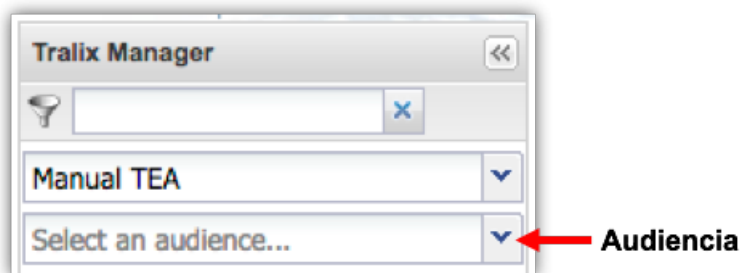 Tralix Manager
Manual TEA
Select an audience...
Audiencia